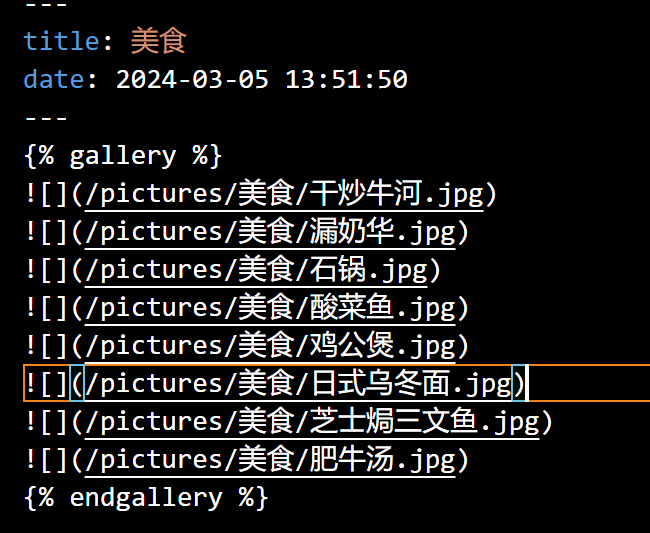 ---
title: 美食
date: 2024-03-05 13:51:50
---
{% gallery %}
![](/pictures/美食/干炒牛河.jpg)
![](/pictures/美食/漏奶华.jpg)
![](/pictures/美食/石锅.jpg)
![](/pictures/美食/酸菜鱼.jpg)
![](/pictures/美食/鸡公煲.jpg)
![](/pictures/美食/日式乌冬面.jpg)
![](/pictures/美食/芝士焗三文鱼.jpg)
![](/pictures/美食/肥牛汤.jpg)
{% endgallery %}